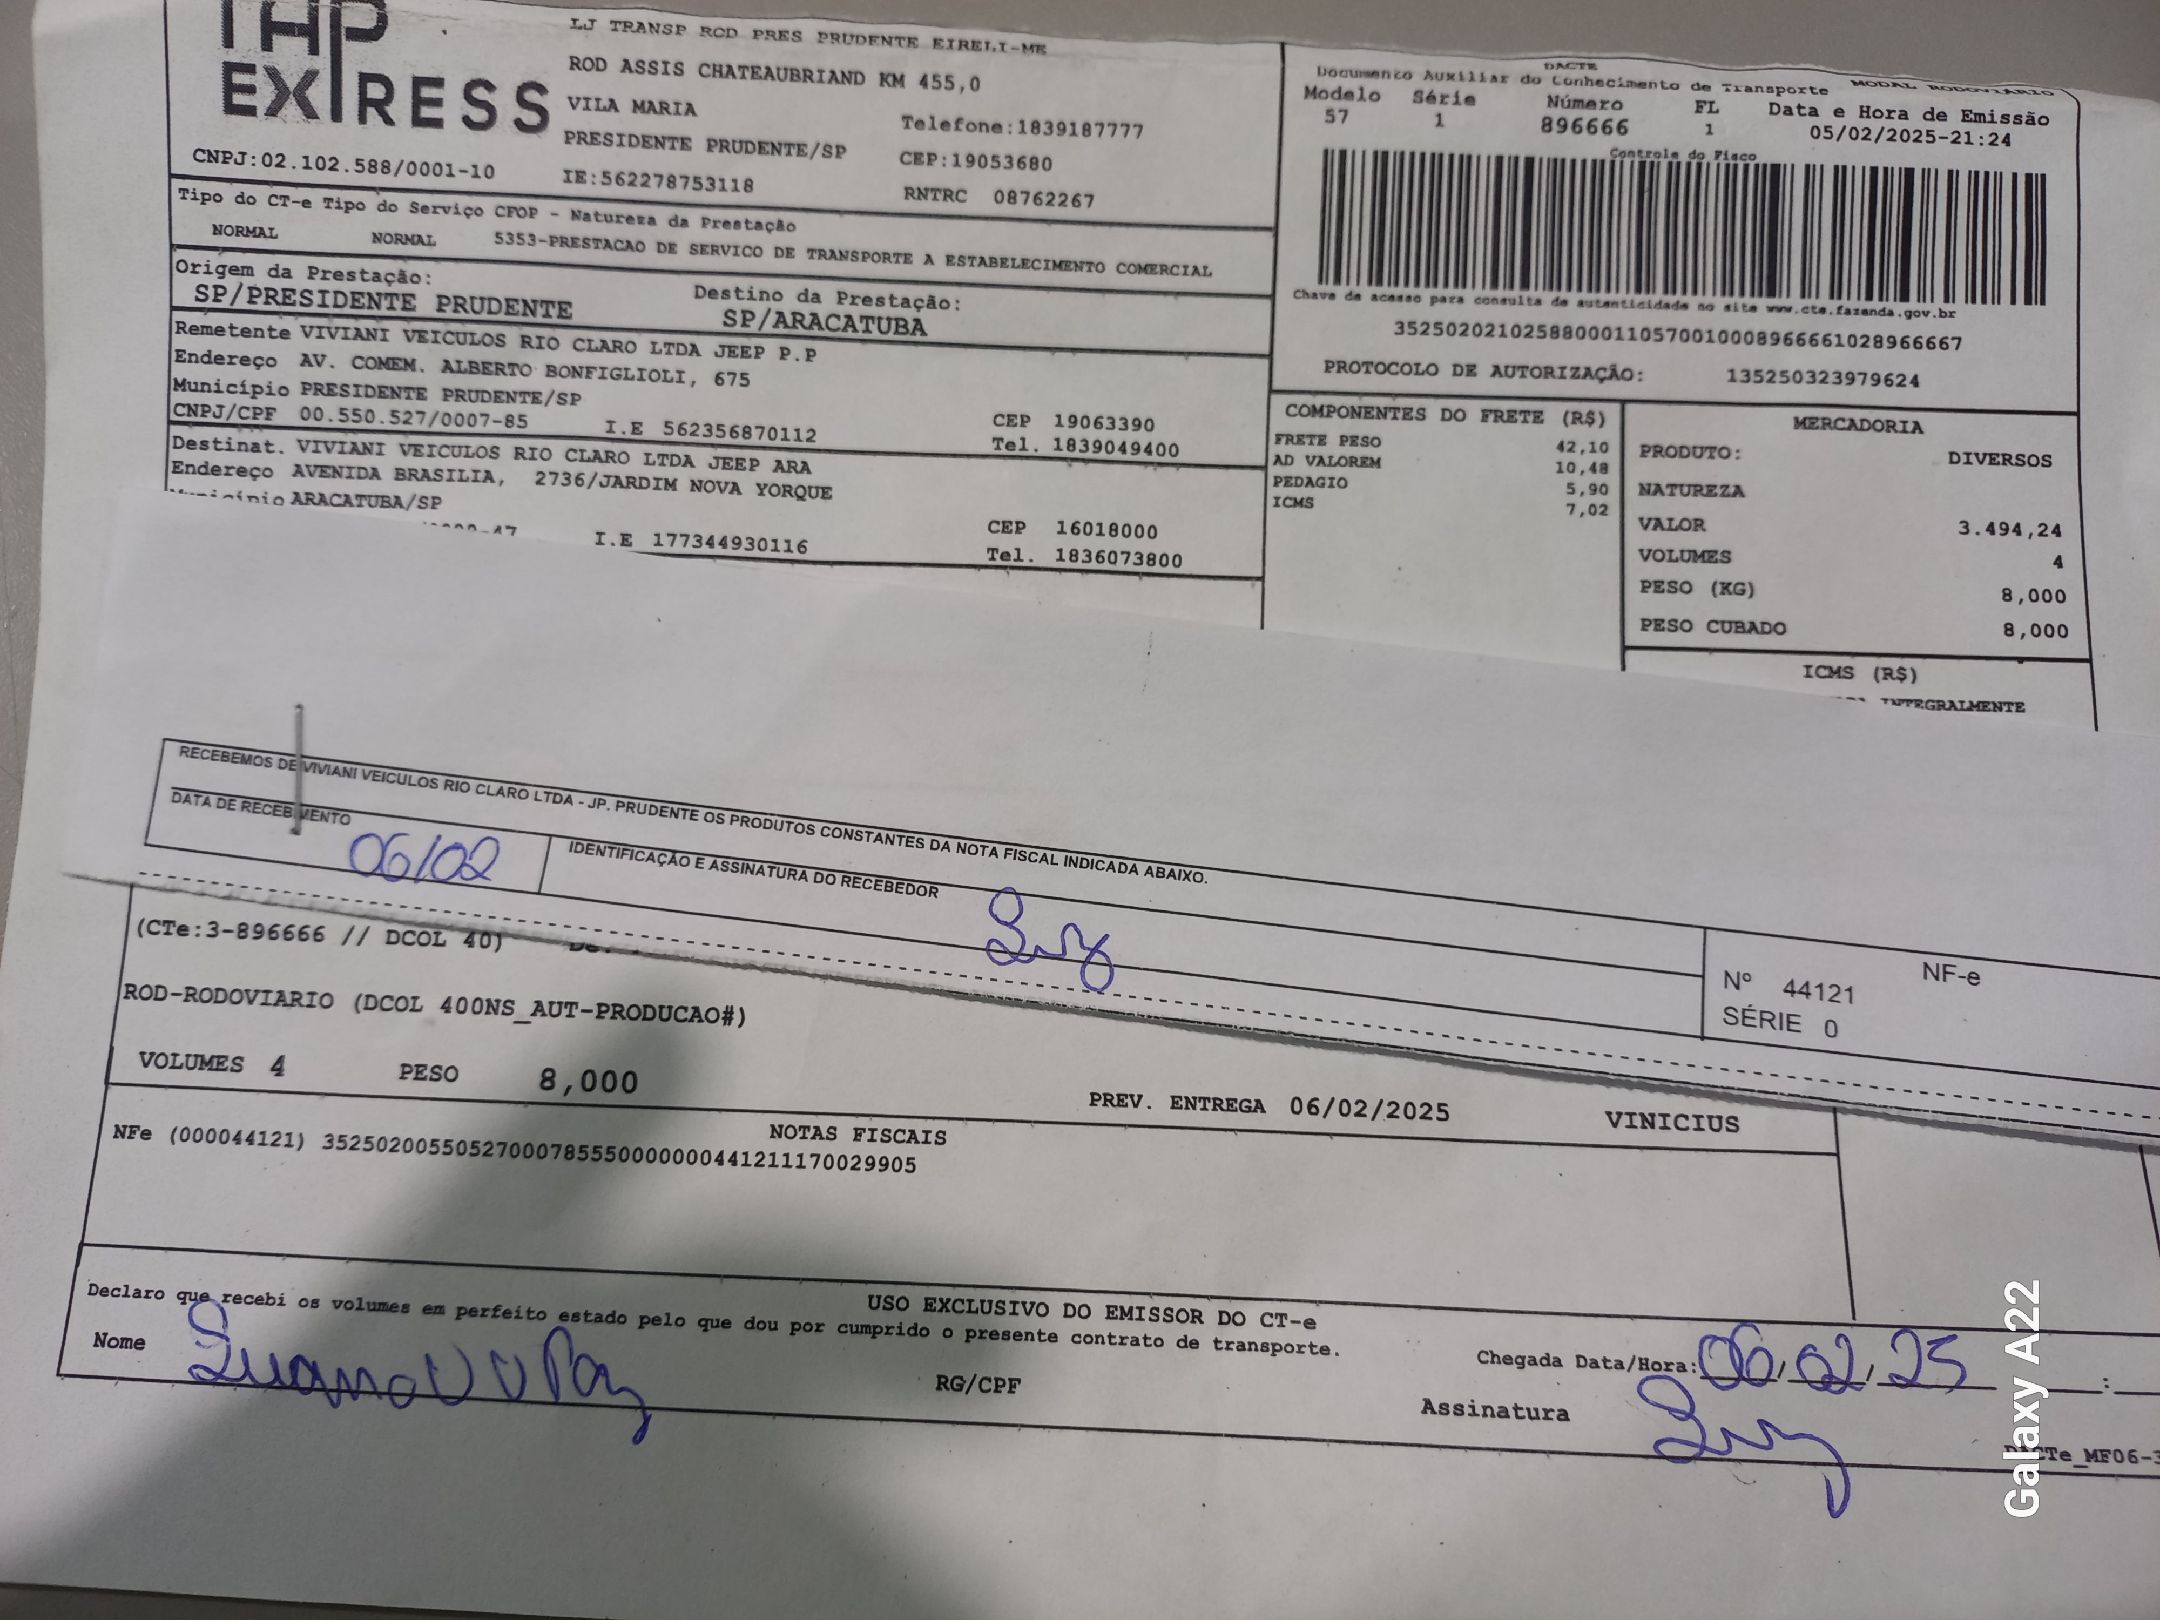 THP
EXPRESS
LJ TRANSP ROD PRES PRUDENTE EIRELI-ME
ROD ASSIS CHATEAUBRIAND KM 455,0
VILA MARIA
Telefone:1839187777
PRESIDENTE PRUDENTE/SP
CEP:19053680
CNPJ:02.102.588/0001-10
IE:562278753118
RNTRC 08762267
DACTE
Documento Auxiliar do Conhecimento de Transporte MODAL RODOVIÁRIO
Modelo Série Número FL Data e Hora de Emissão
57 1 896666 1 05/02/2025-21:24
Controle do Fisco
Chave de acesso para consulta de autenticidade no site www.cte.fazenda.gov.br
35250202102588000110570010008966661028966667
PROTOCOLO DE AUTORIZAÇÃO: 135250323979624
Tipo do CT-e Tipo do Serviço CFOP - Natureza da Prestação
NORMAL NORMAL 5353-PRESTACAO DE SERVICO DE TRANSPORTE A ESTABELECIMENTO COMERCIAL
Origem da Prestação: Destino da Prestação:
SP/PRESIDENTE PRUDENTE SP/ARACATUBA
Remetente VIVIANI VEICULOS RIO CLARO LTDA JEEP P.P
Endereço AV. COMEM. ALBERTO BONFIGLIOLI, 675
Município PRESIDENTE PRUDENTE/SP CEP 19063390
CNPJ/CPF 00.550.527/0007-85 I.E 562356870112 Tel. 1839049400
Destinat. VIVIANI VEICULOS RIO CLARO LTDA JEEP ARA
Endereço AVENIDA BRASILIA, 2736/JARDIM NOVA YORQUE
Município ARACATUBA/SP CEP 16018000
-47 I.E 177344930116 Tel. 1836073800
COMPONENTES DO FRETE (R$)
FRETE PESO 42,10
AD VALOREM 10,48
PEDAGIO 5,90
ICMS 7,02
MERCADORIA
PRODUTO: DIVERSOS
NATUREZA
VALOR 3.494,24
VOLUMES 4
PESO (KG) 8,000
PESO CUBADO 8,000
ICMS (R$)
INTEGRALMENTE
RECEBEMOS DE VIVIANI VEICULOS RIO CLARO LTDA - JP. PRUDENTE OS PRODUTOS CONSTANTES DA NOTA FISCAL INDICADA ABAIXO.
DATA DE RECEBIMENTO
06/02
IDENTIFICAÇÃO E ASSINATURA DO RECEBEDOR
NF-e
Nº 44121
SÉRIE 0
(CTe:3-896666 // DCOL 40)
ROD-RODOVIARIO (DCOL 400NS_AUT-PRODUCAO#)
VOLUMES 4 PESO 8,000
PREV. ENTREGA 06/02/2025 VINICIUS
NOTAS FISCAIS
NFe (000044121) 35250200550527000785550000000441211170029905
USO EXCLUSIVO DO EMISSOR DO CT-e
Declaro que recebi os volumes em perfeito estado pelo que dou por cumprido o presente contrato de transporte.
Nome RG/CPF
Chegada Data/Hora: 06/02/25 :
Assinatura
Galaxy A22